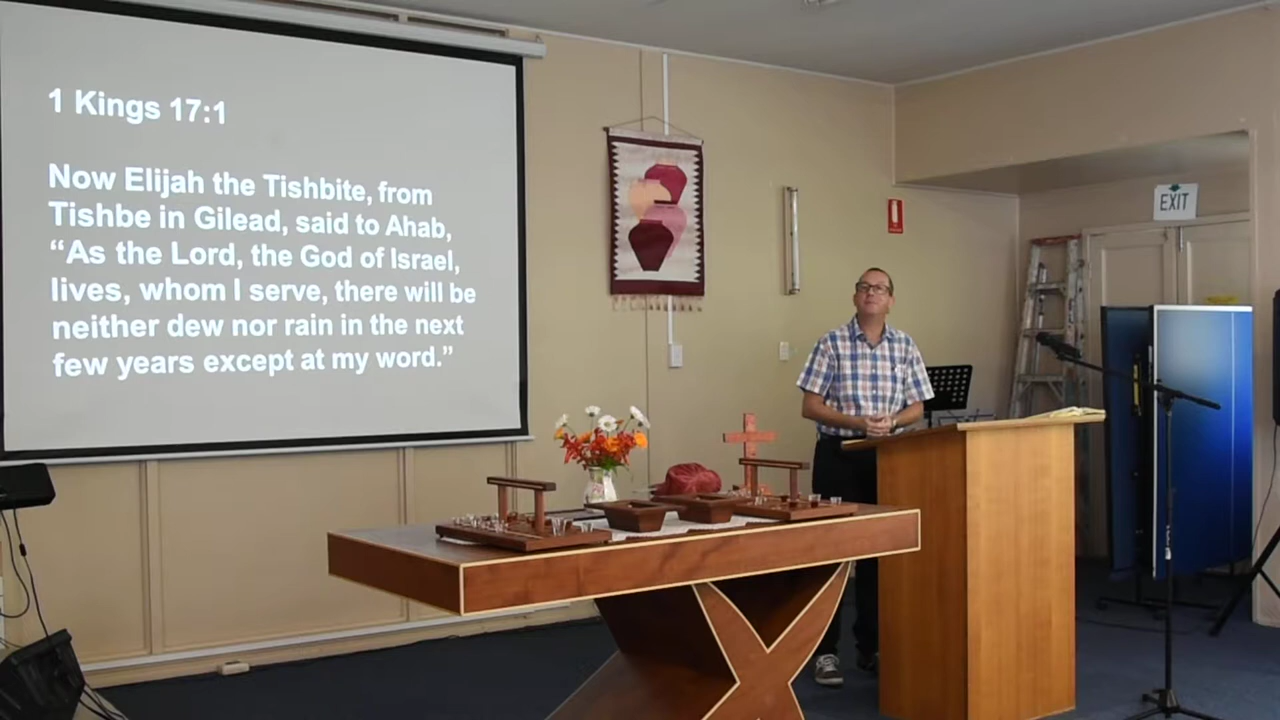 1 Kings 17:1
Now Elijah the Tishbite, from
Tishbe in Gilead, said to Ahab,
“As the Lord, the God of Israel,
lives, whom I serve, there will be
neither dew nor rain in the next
few years except at my word.”
EXIT